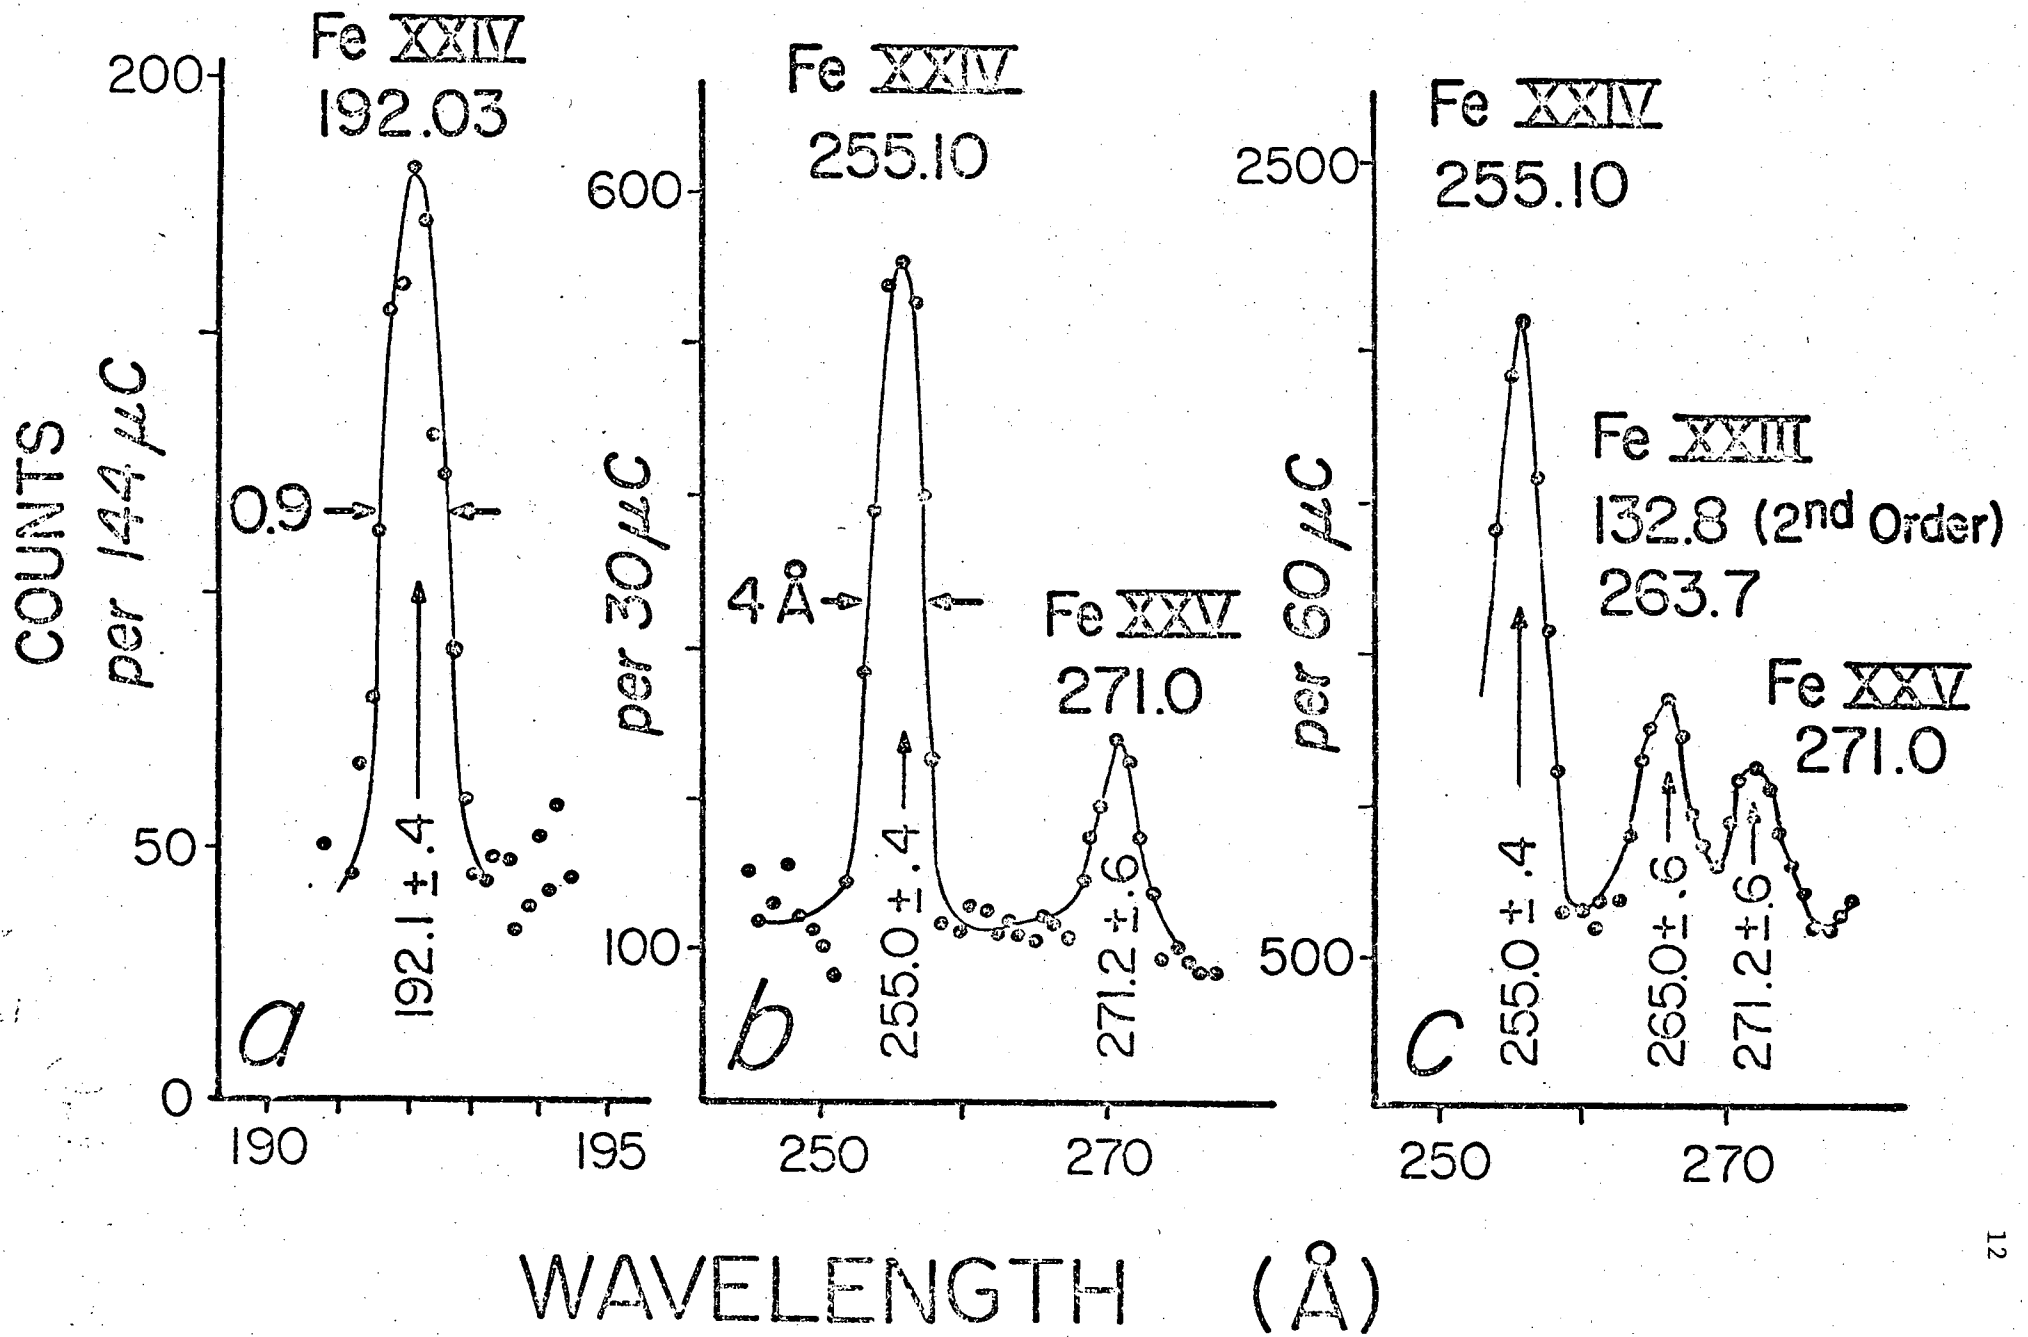 Fe XXIV
192.03
200
50
0
COUNTS
per 144 µC
0.9
192.1 ± .4
a
190
195
Fe XXIV
255.10
600
100
per 30 µC
4 Å
Fe XXV
271.0
255.0 ± .4
271.2 ± .6
b
250
270
Fe XXIV
255.10
2500
500
per 60 µC
Fe XXIII
132.8 (2nd Order)
263.7
Fe XXV
271.0
255.0 ± .4
265.0 ± .6
271.2 ± .6
c
250
270
WAVELENGTH (Å)
12